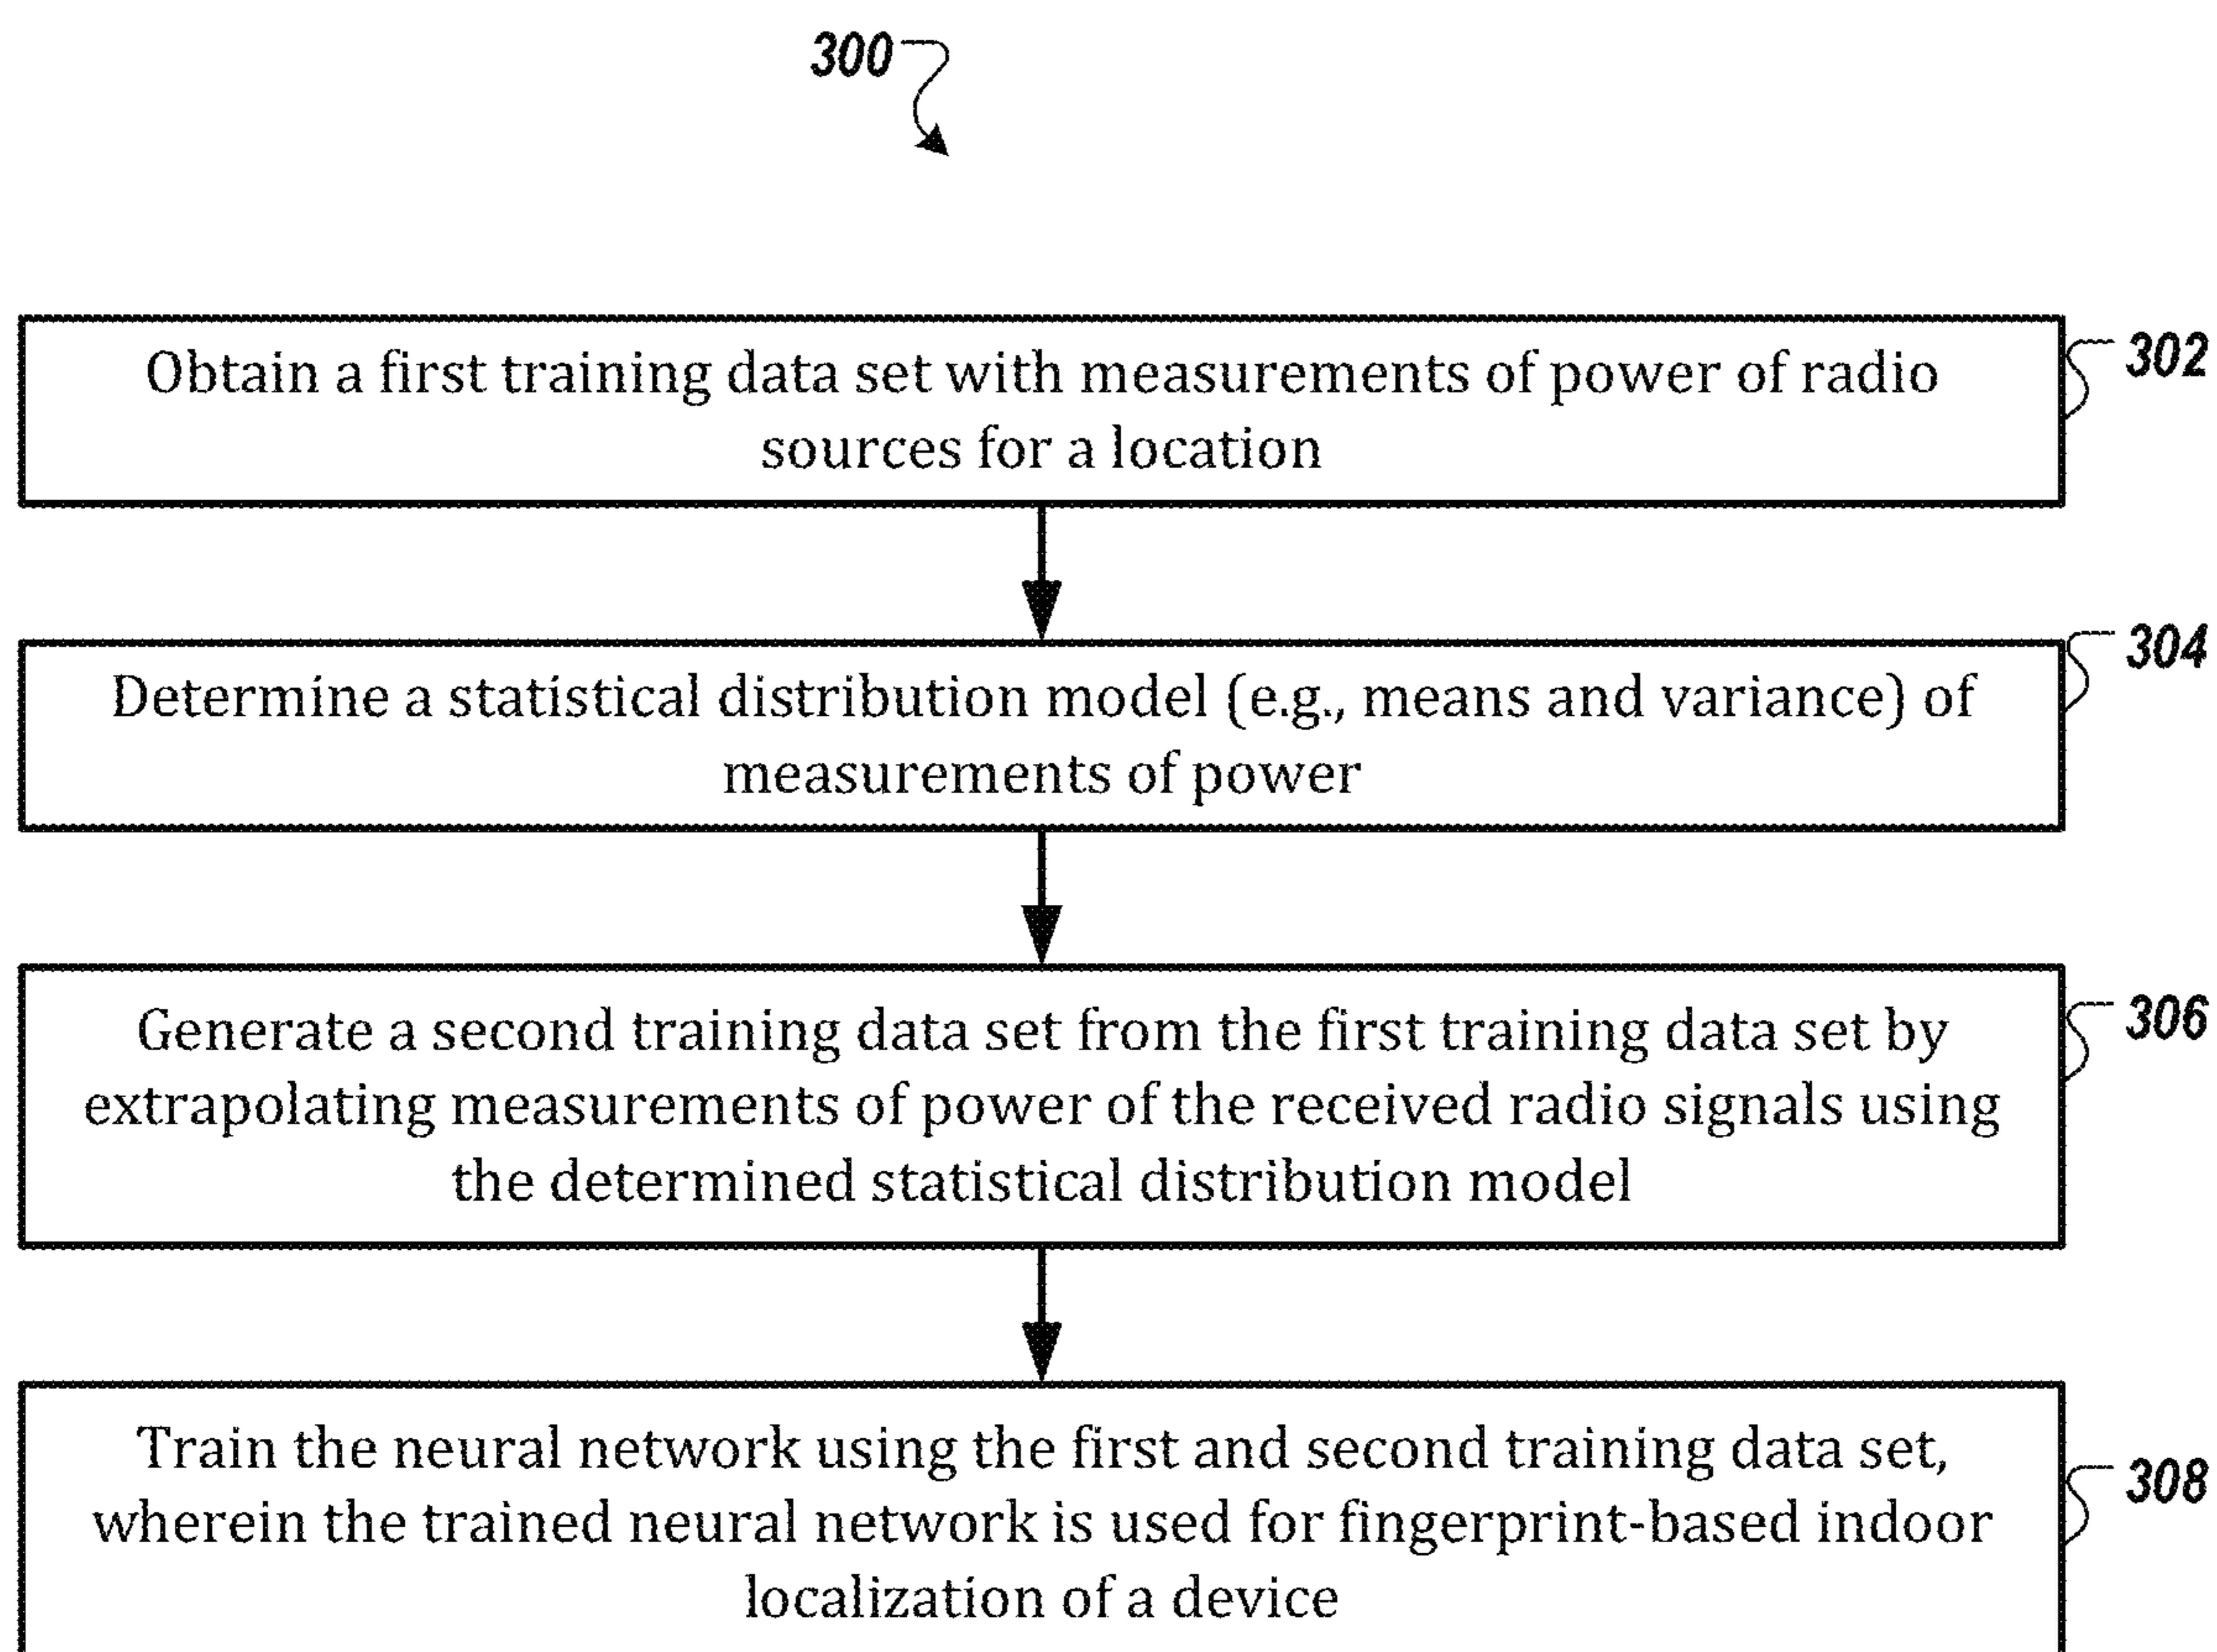 300
Obtain a first training data set with measurements of power of radio
sources for a location
302
Determine a statistical distribution model (e.g., means and variance) of
measurements of power
304
Generate a second training data set from the first training data set by
extrapolating measurements of power of the received radio signals using
the determined statistical distribution model
306
Train the neural network using the first and second training data set,
wherein the trained neural network is used for fingerprint-based indoor
localization of a device
308